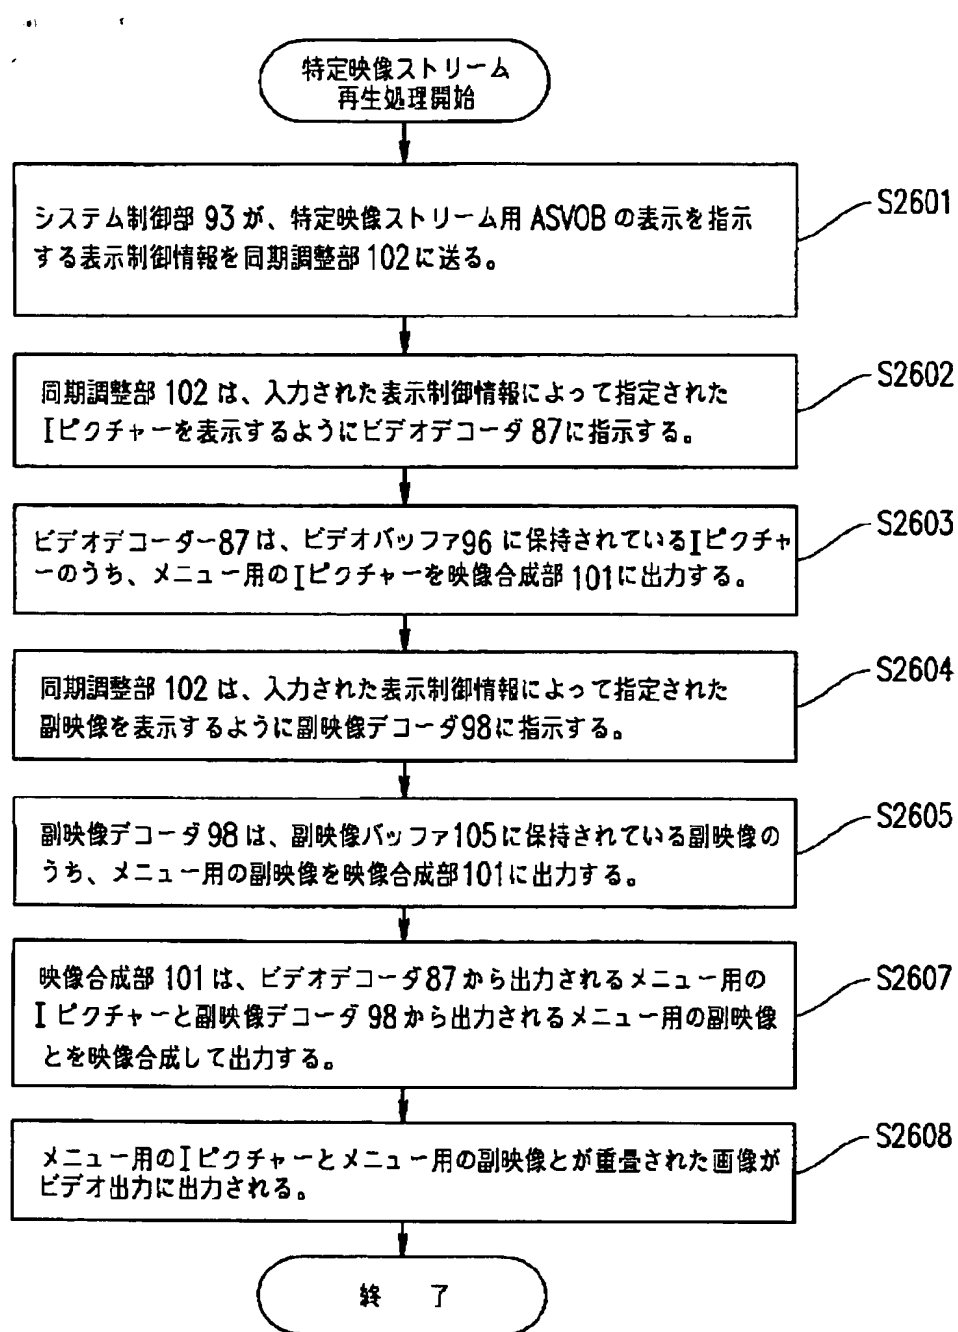 特定映像ストリーム
再生処理開始
システム制御部 93 が、特定映像ストリーム用 ASVOB の表示を指示
する表示制御情報を同期調整部 102 に送る。
S2601
同期調整部 102 は、入力された表示制御情報によって指定された
Iピクチャーを表示するようにビデオデコーダ 87に指示する。
S2602
ビデオデコーダー87は、ビデオバッファ96 に保持されているIピクチャ
ーのうち、メニュー用のIピクチャーを映像合成部 101に出力する。
S2603
同期調整部 102 は、入力された表示制御情報によって指定された
副映像を表示するように副映像デコーダ98に指示する。
S2604
副映像デコーダ98は、副映像バッファ105に保持されている副映像の
うち、メニュー用の副映像を映像合成部101に出力する。
S2605
映像合成部 101は、ビデオデコーダ87から出力されるメニュー用の
I ピクチャーと副映像デコーダ 98から出力されるメニュー用の副映像
とを映像合成して出力する。
S2607
メニュー用のIピクチャーとメニュー用の副映像とが重畳された画像が
ビデオ出力に出力される。
S2608
終 了